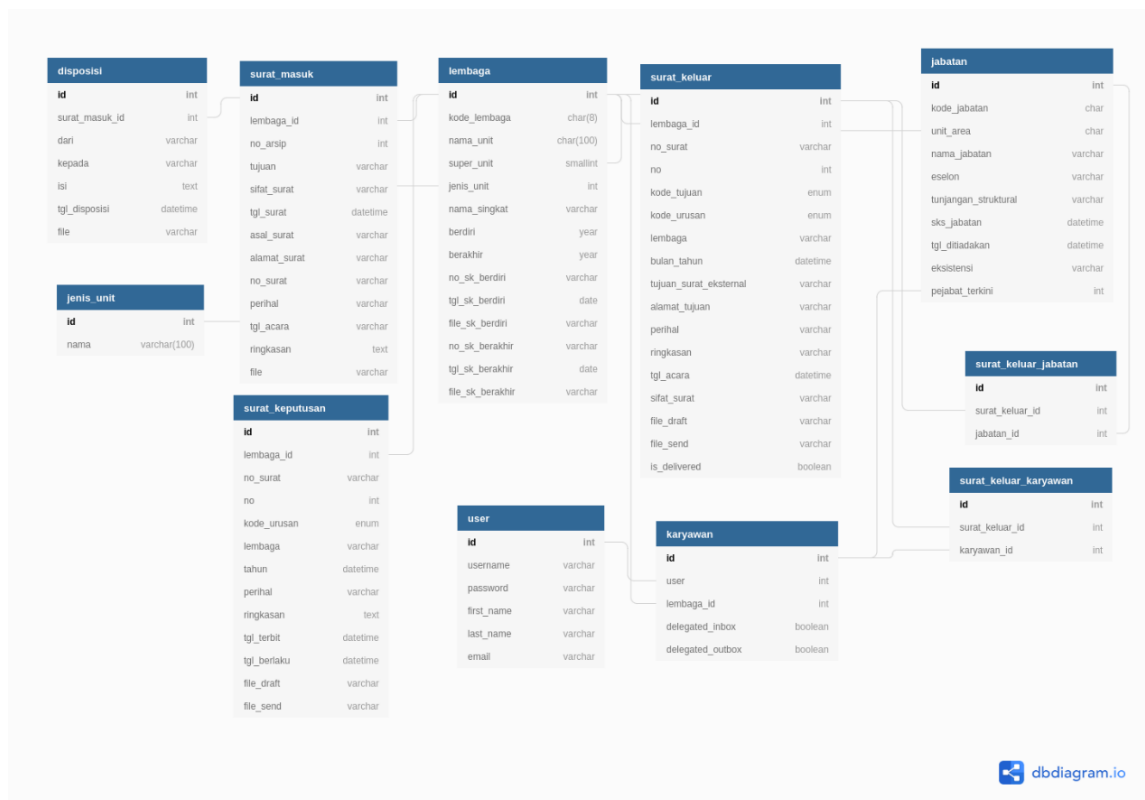 disposisi
id int
surat_masuk_id int
dari varchar
kepada varchar
isi text
tgl_disposisi datetime
file varchar
jenis_unit
id int
nama varchar(100)
surat_masuk
id int
lembaga_id int
no_arsip int
tujuan varchar
sifat_surat varchar
tgl_surat datetime
asal_surat varchar
alamat_surat varchar
no_surat varchar
perihal varchar
tgl_acara varchar
ringkasan text
file varchar
surat_keputusan
id int
lembaga_id int
no_surat varchar
no int
kode_urusan enum
lembaga varchar
tahun datetime
perihal varchar
ringkasan text
tgl_terbit datetime
tgl_berlaku datetime
file_draft varchar
file_send varchar
lembaga
id int
kode_lembaga char(8)
nama_unit char(100)
super_unit smallint
jenis_unit int
nama_singkat varchar
berdiri year
berakhir year
no_sk_berdiri varchar
tgl_sk_berdiri date
file_sk_berdiri varchar
no_sk_berakhir varchar
tgl_sk_berakhir date
file_sk_berakhir varchar
user
id int
username varchar
password varchar
first_name varchar
last_name varchar
email varchar
surat_keluar
id int
lembaga_id int
no_surat varchar
no int
kode_tujuan enum
kode_urusan enum
lembaga varchar
bulan_tahun datetime
tujuan_surat_eksternal varchar
alamat_tujuan varchar
perihal varchar
ringkasan varchar
tgl_acara datetime
sifat_surat varchar
file_draft varchar
file_send varchar
is_delivered boolean
karyawan
id int
user int
lembaga_id int
delegated_inbox boolean
delegated_outbox boolean
jabatan
id int
kode_jabatan char
unit_area char
nama_jabatan varchar
eselon varchar
tunjangan_struktural varchar
sks_jabatan datetime
tgl_ditiadakan datetime
eksistensi varchar
pejabat_terkini int
surat_keluar_jabatan
id int
surat_keluar_id int
jabatan_id int
surat_keluar_karyawan
id int
surat_keluar_id int
karyawan_id int
dbdiagram.io